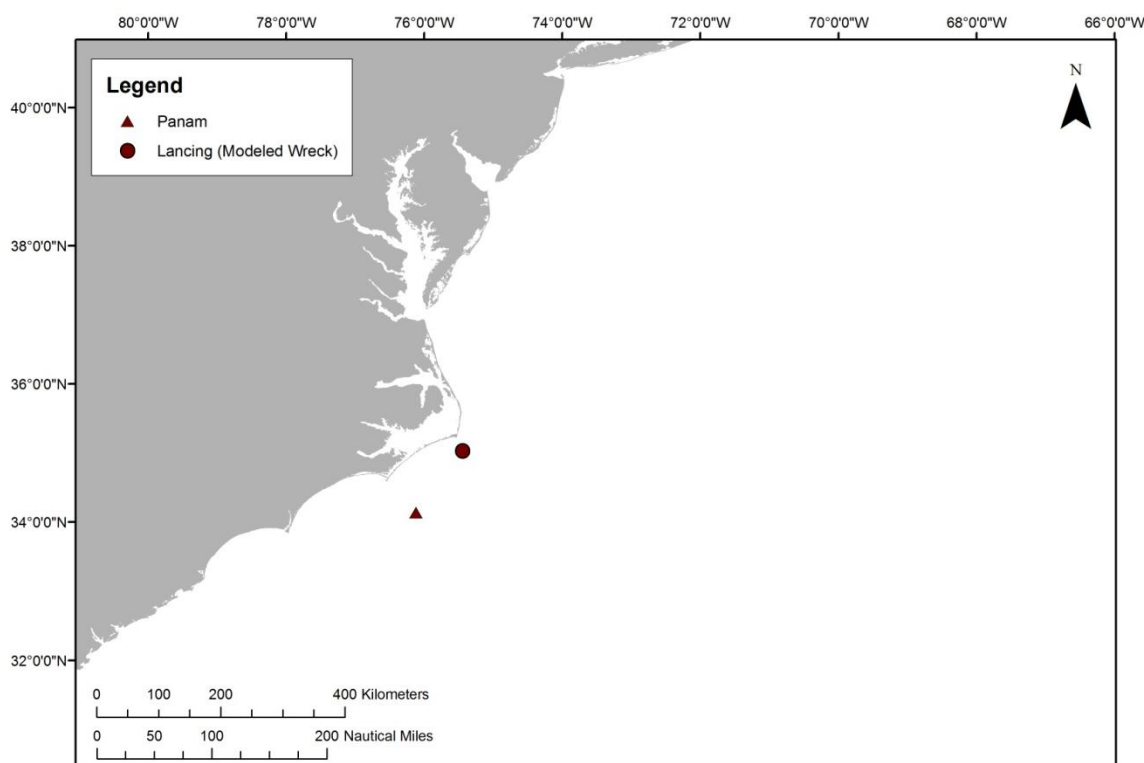 80°0'0"W 78°0'0"W 76°0'0"W 74°0'0"W 72°0'0"W 70°0'0"W 68°0'0"W 66°0'0"W
Legend
Panam
Lancing (Modeled Wreck)
N
40°0'0"N
38°0'0"N
36°0'0"N
34°0'0"N
32°0'0"N
0 100 200 400 Kilometers
0 50 100 200 Nautical Miles